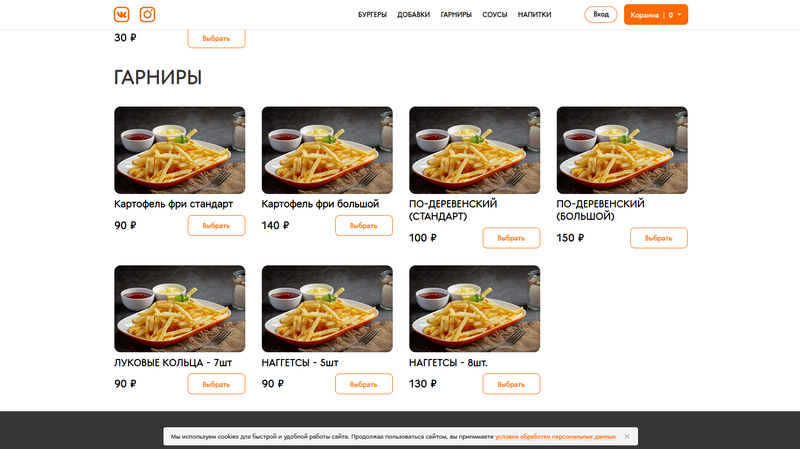 БУРГЕРЫ ДОБАВКИ ГАРНИРЫ СОУСЫ НАПИТКИ Вход Корзина | 0
30 ₽ Выбрать
ГАРНИРЫ
Картофель фри стандарт
90 ₽ Выбрать
Картофель фри большой
140 ₽ Выбрать
ПО-ДЕРЕВЕНСКИЙ
(СТАНДАРТ)
100 ₽ Выбрать
ПО-ДЕРЕВЕНСКИЙ
(БОЛЬШОЙ)
150 ₽ Выбрать
ЛУКОВЫЕ КОЛЬЦА - 7шт
90 ₽ Выбрать
НАГГЕТСЫ - 5шт
90 ₽ Выбрать
НАГГЕТСЫ - 8шт.
130 ₽ Выбрать
Мы используем cookies для быстрой и удобной работы сайта. Продолжая пользоваться сайтом, вы принимаете условия обработки персональных данных